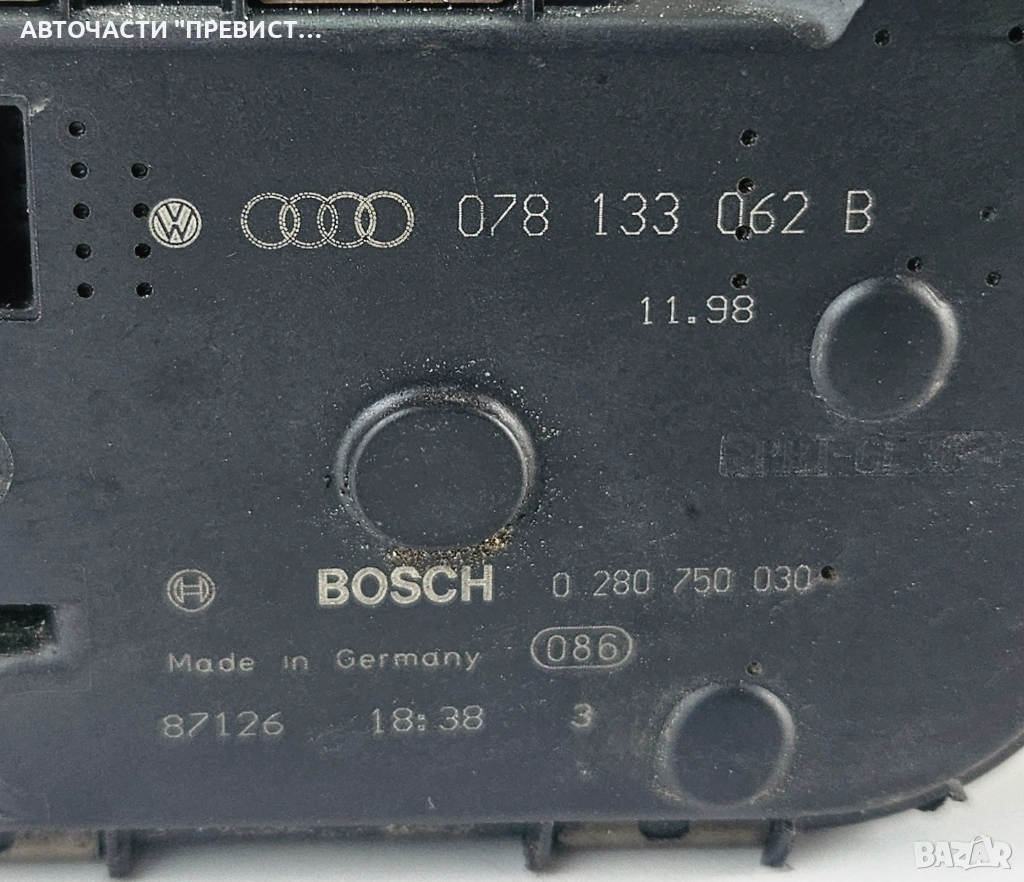 АВТОЧАСТИ "ПРЕВИСТ...
078 133 062 B
11.98
BOSCH 0 280 750 030
Made in Germany 086
87126 18:38 3
BAZAR